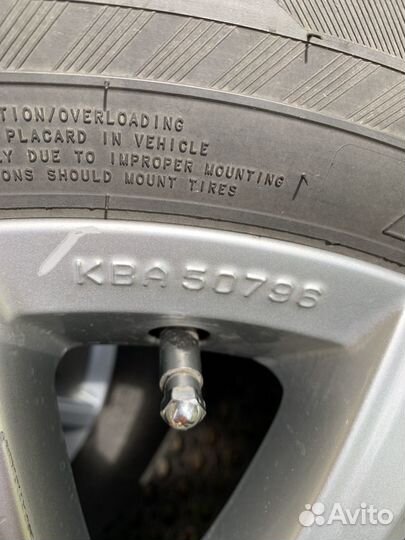 TION/OVERLOADING
PLACARD IN VEHICLE
LY DUE TO IMPROPER MOUNTING
ONS SHOULD MOUNT TIRES
KBA 50796
Avito